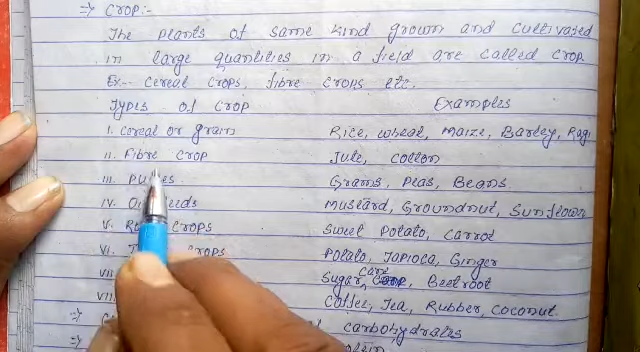 ⇒ Crop:-
The plants of same kind grown and cultivated
in large quantities in a field are called crop.
Ex- cereal crops, fibre crops etc.
Types of crop Examples
i. cereal or grain Rice, wheat, Maize, Barley, Ragi
ii. Fibre crop Jute, cotton
iii. Grams, Peas, Beans
iv. Mustard, Groundnut, Sunflower
v. crops Sweet Potato, Carrot
vi. crops Potato, Tapioca, Ginger
vii Sugar, cane Beetroot
viii Coffee, Tea, Rubber, Coconut.
⇒ carbohydrates
⇒